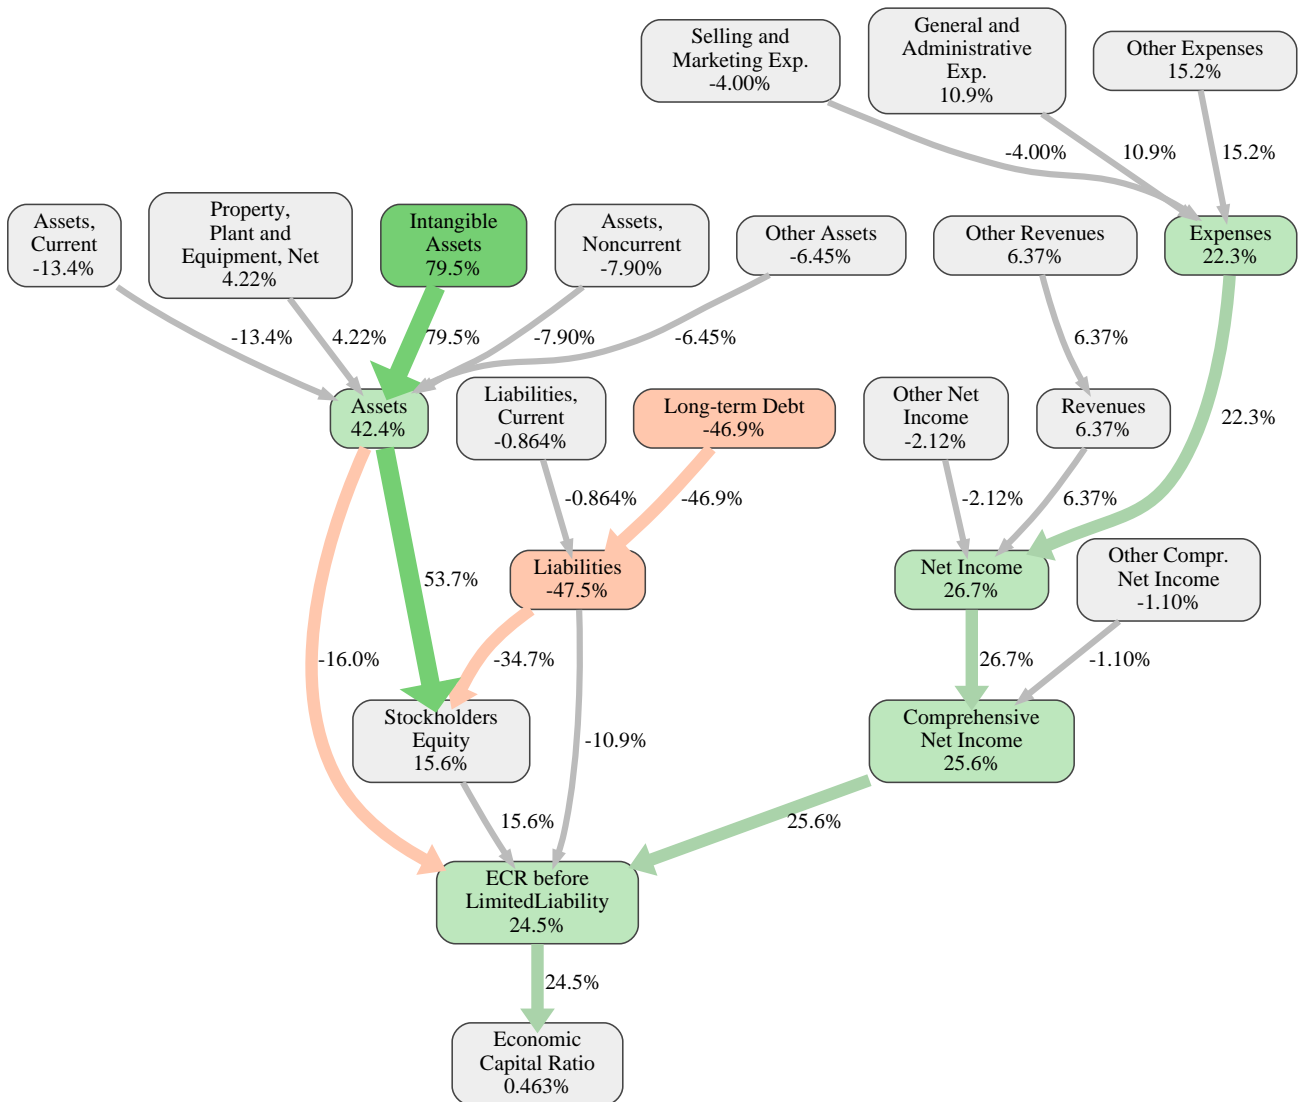 Selling and
Marketing Exp.
-4.00%
General and
Administrative
Exp.
10.9%
Other Expenses
15.2%
-4.00%
10.9%
15.2%
Assets,
Current
-13.4%
Property,
Plant and
Equipment, Net
4.22%
Intangible
Assets
79.5%
Assets,
Noncurrent
-7.90%
Other Assets
-6.45%
Other Revenues
6.37%
Expenses
22.3%
-13.4%
4.22%
79.5%
-7.90%
-6.45%
6.37%
22.3%
Assets
42.4%
Liabilities,
Current
-0.864%
Long-term Debt
-46.9%
Other Net
Income
-2.12%
Revenues
6.37%
-0.864%
-46.9%
-2.12%
6.37%
53.7%
Liabilities
-47.5%
Net Income
26.7%
Other Compr.
Net Income
-1.10%
-16.0%
-34.7%
26.7%
-1.10%
Stockholders
Equity
15.6%
-10.9%
Comprehensive
Net Income
25.6%
15.6%
25.6%
ECR before
LimitedLiability
24.5%
24.5%
Economic
Capital Ratio
0.463%